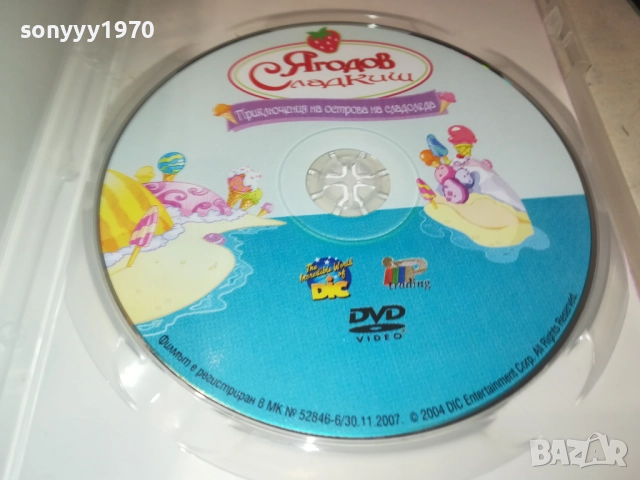 sonyyy1970
Ягодов
Сладкиш
Приключения на острова на сладоледа
The
Incredible World
of
DIC
trading
DVD
VIDEO
Филмът е регистриран в МК № 52846-6/30.11.2007. © 2004 DIC Entertainment Corp. All Rights Reserved.
BAZAR